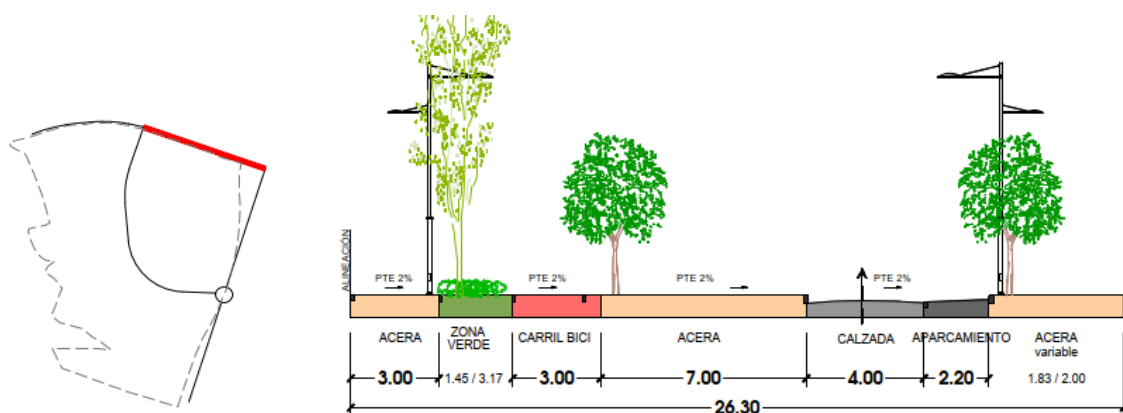 ALINEACIÓN
PTE 2%
PTE 2%
PTE 2%
PTE 2%
ACERA
ZONA
VERDE
CARRIL BICI
ACERA
CALZADA
APARCAMIENTO
ACERA
variable
3.00
1.45 / 3.17
3.00
7.00
4.00
2.20
1.83 / 2.00
26.30